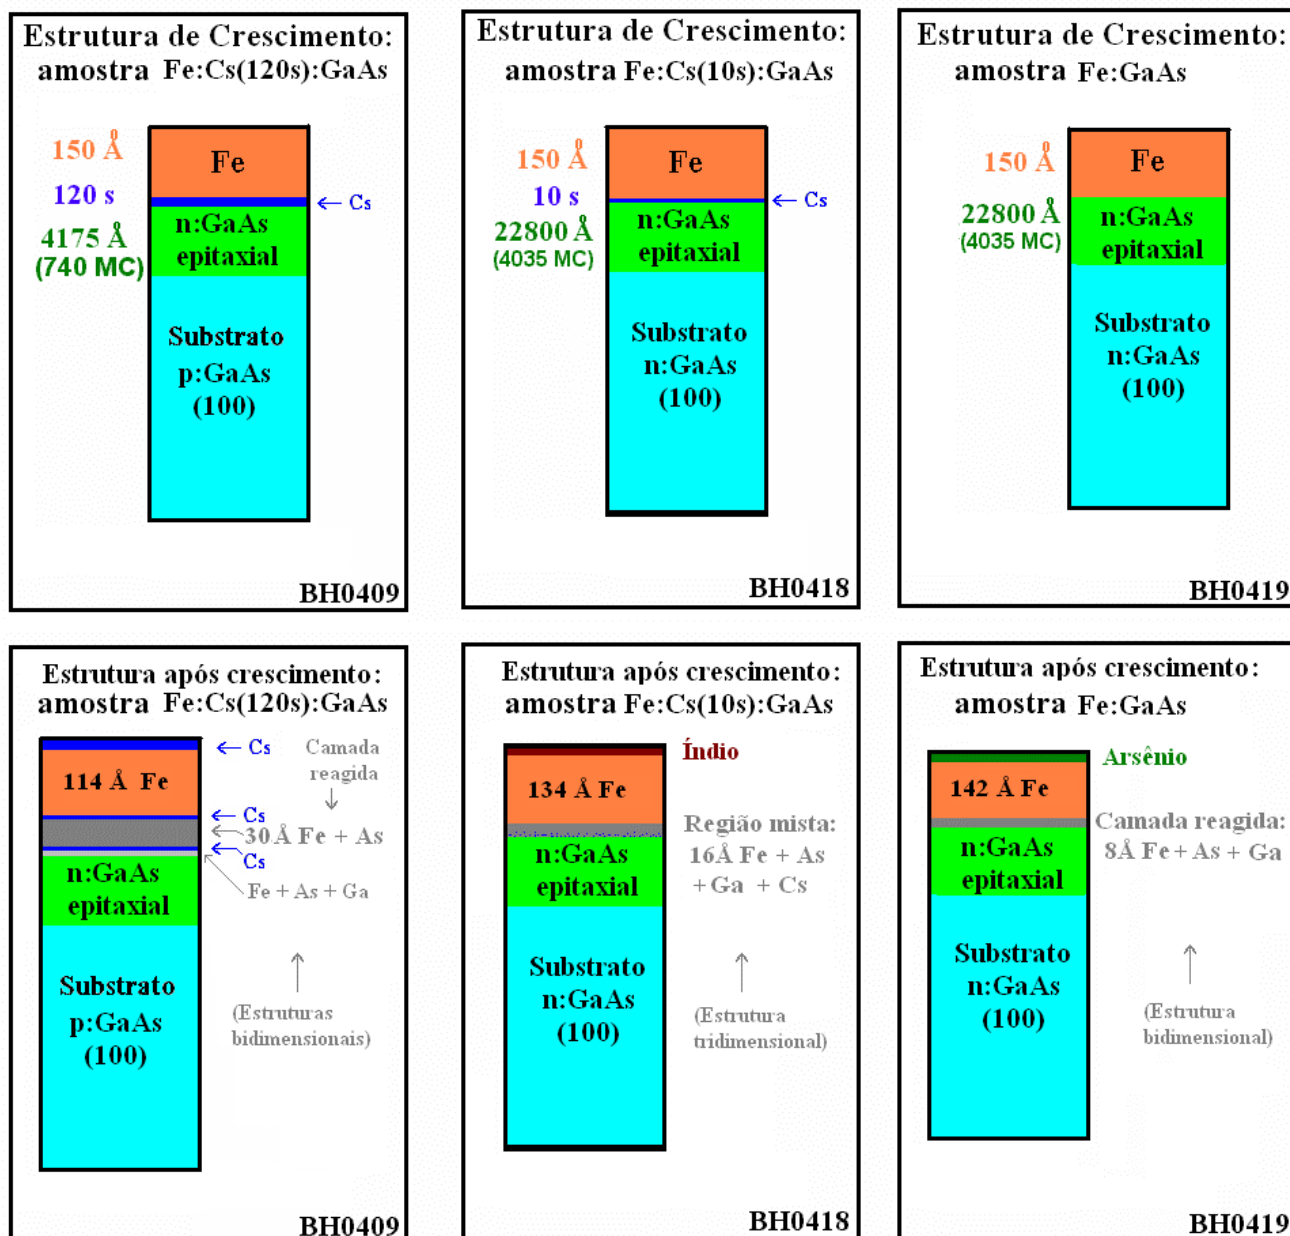 Estrutura de Crescimento:
amostra Fe:Cs(120s):GaAs
150 Å
Fe
120 s
← Cs
4175 Å
(740 MC)
n:GaAs
epitaxial
Substrato
p:GaAs
(100)
BH0409
Estrutura de Crescimento:
amostra Fe:Cs(10s):GaAs
150 Å
Fe
10 s
← Cs
22800 Å
(4035 MC)
n:GaAs
epitaxial
Substrato
n:GaAs
(100)
BH0418
Estrutura de Crescimento:
amostra Fe:GaAs
150 Å
Fe
22800 Å
(4035 MC)
n:GaAs
epitaxial
Substrato
n:GaAs
(100)
BH0419
Estrutura após crescimento:
amostra Fe:Cs(120s):GaAs
← Cs
Camada
reagida
114 Å Fe
Cs
30Å Fe + As
Cs
Fe + As + Ga
n:GaAs
epitaxial
Substrato
p:GaAs
(100)
(Estruturas
bidimensionais)
BH0409
Estrutura após crescimento:
amostra Fe:Cs(10s):GaAs
Índio
134 Å Fe
Região mista:
16Å Fe + As
+ Ga + Cs
n:GaAs
epitaxial
Substrato
n:GaAs
(100)
(Estrutura
tridimensional)
BH0418
Estrutura após crescimento:
amostra Fe:GaAs
Arsênio
142 Å Fe
Camada reagida:
8Å Fe + As + Ga
n:GaAs
epitaxial
Substrato
n:GaAs
(100)
(Estrutura
bidimensional)
BH0419